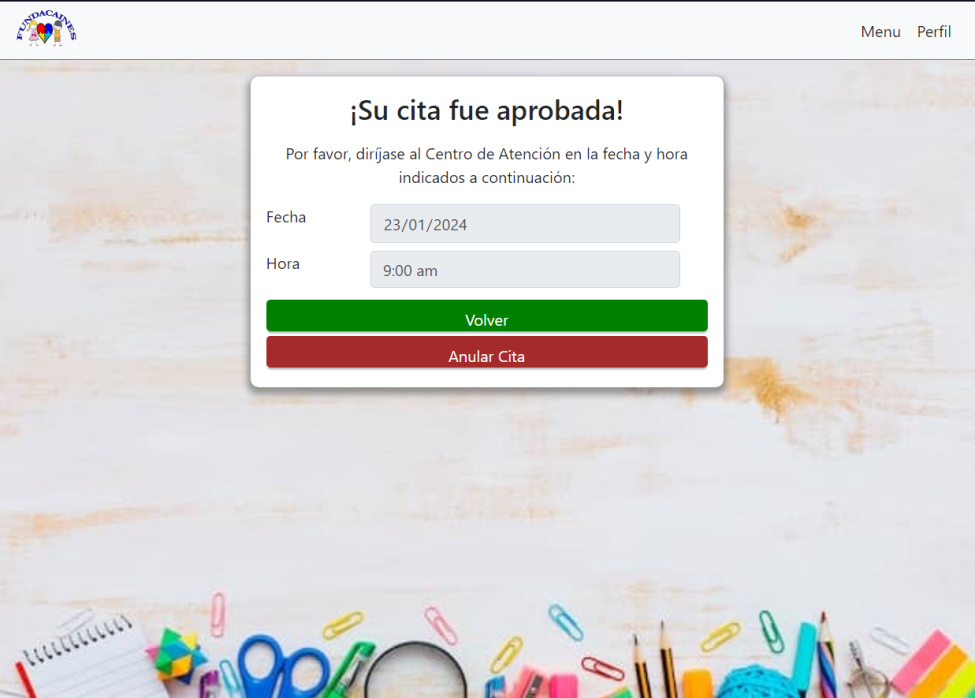 FUNDACAINES
Menu Perfil
¡Su cita fue aprobada!
Por favor, diríjase al Centro de Atención en la fecha y hora
indicados a continuación:
Fecha 23/01/2024
Hora 9:00 am
Volver
Anular Cita